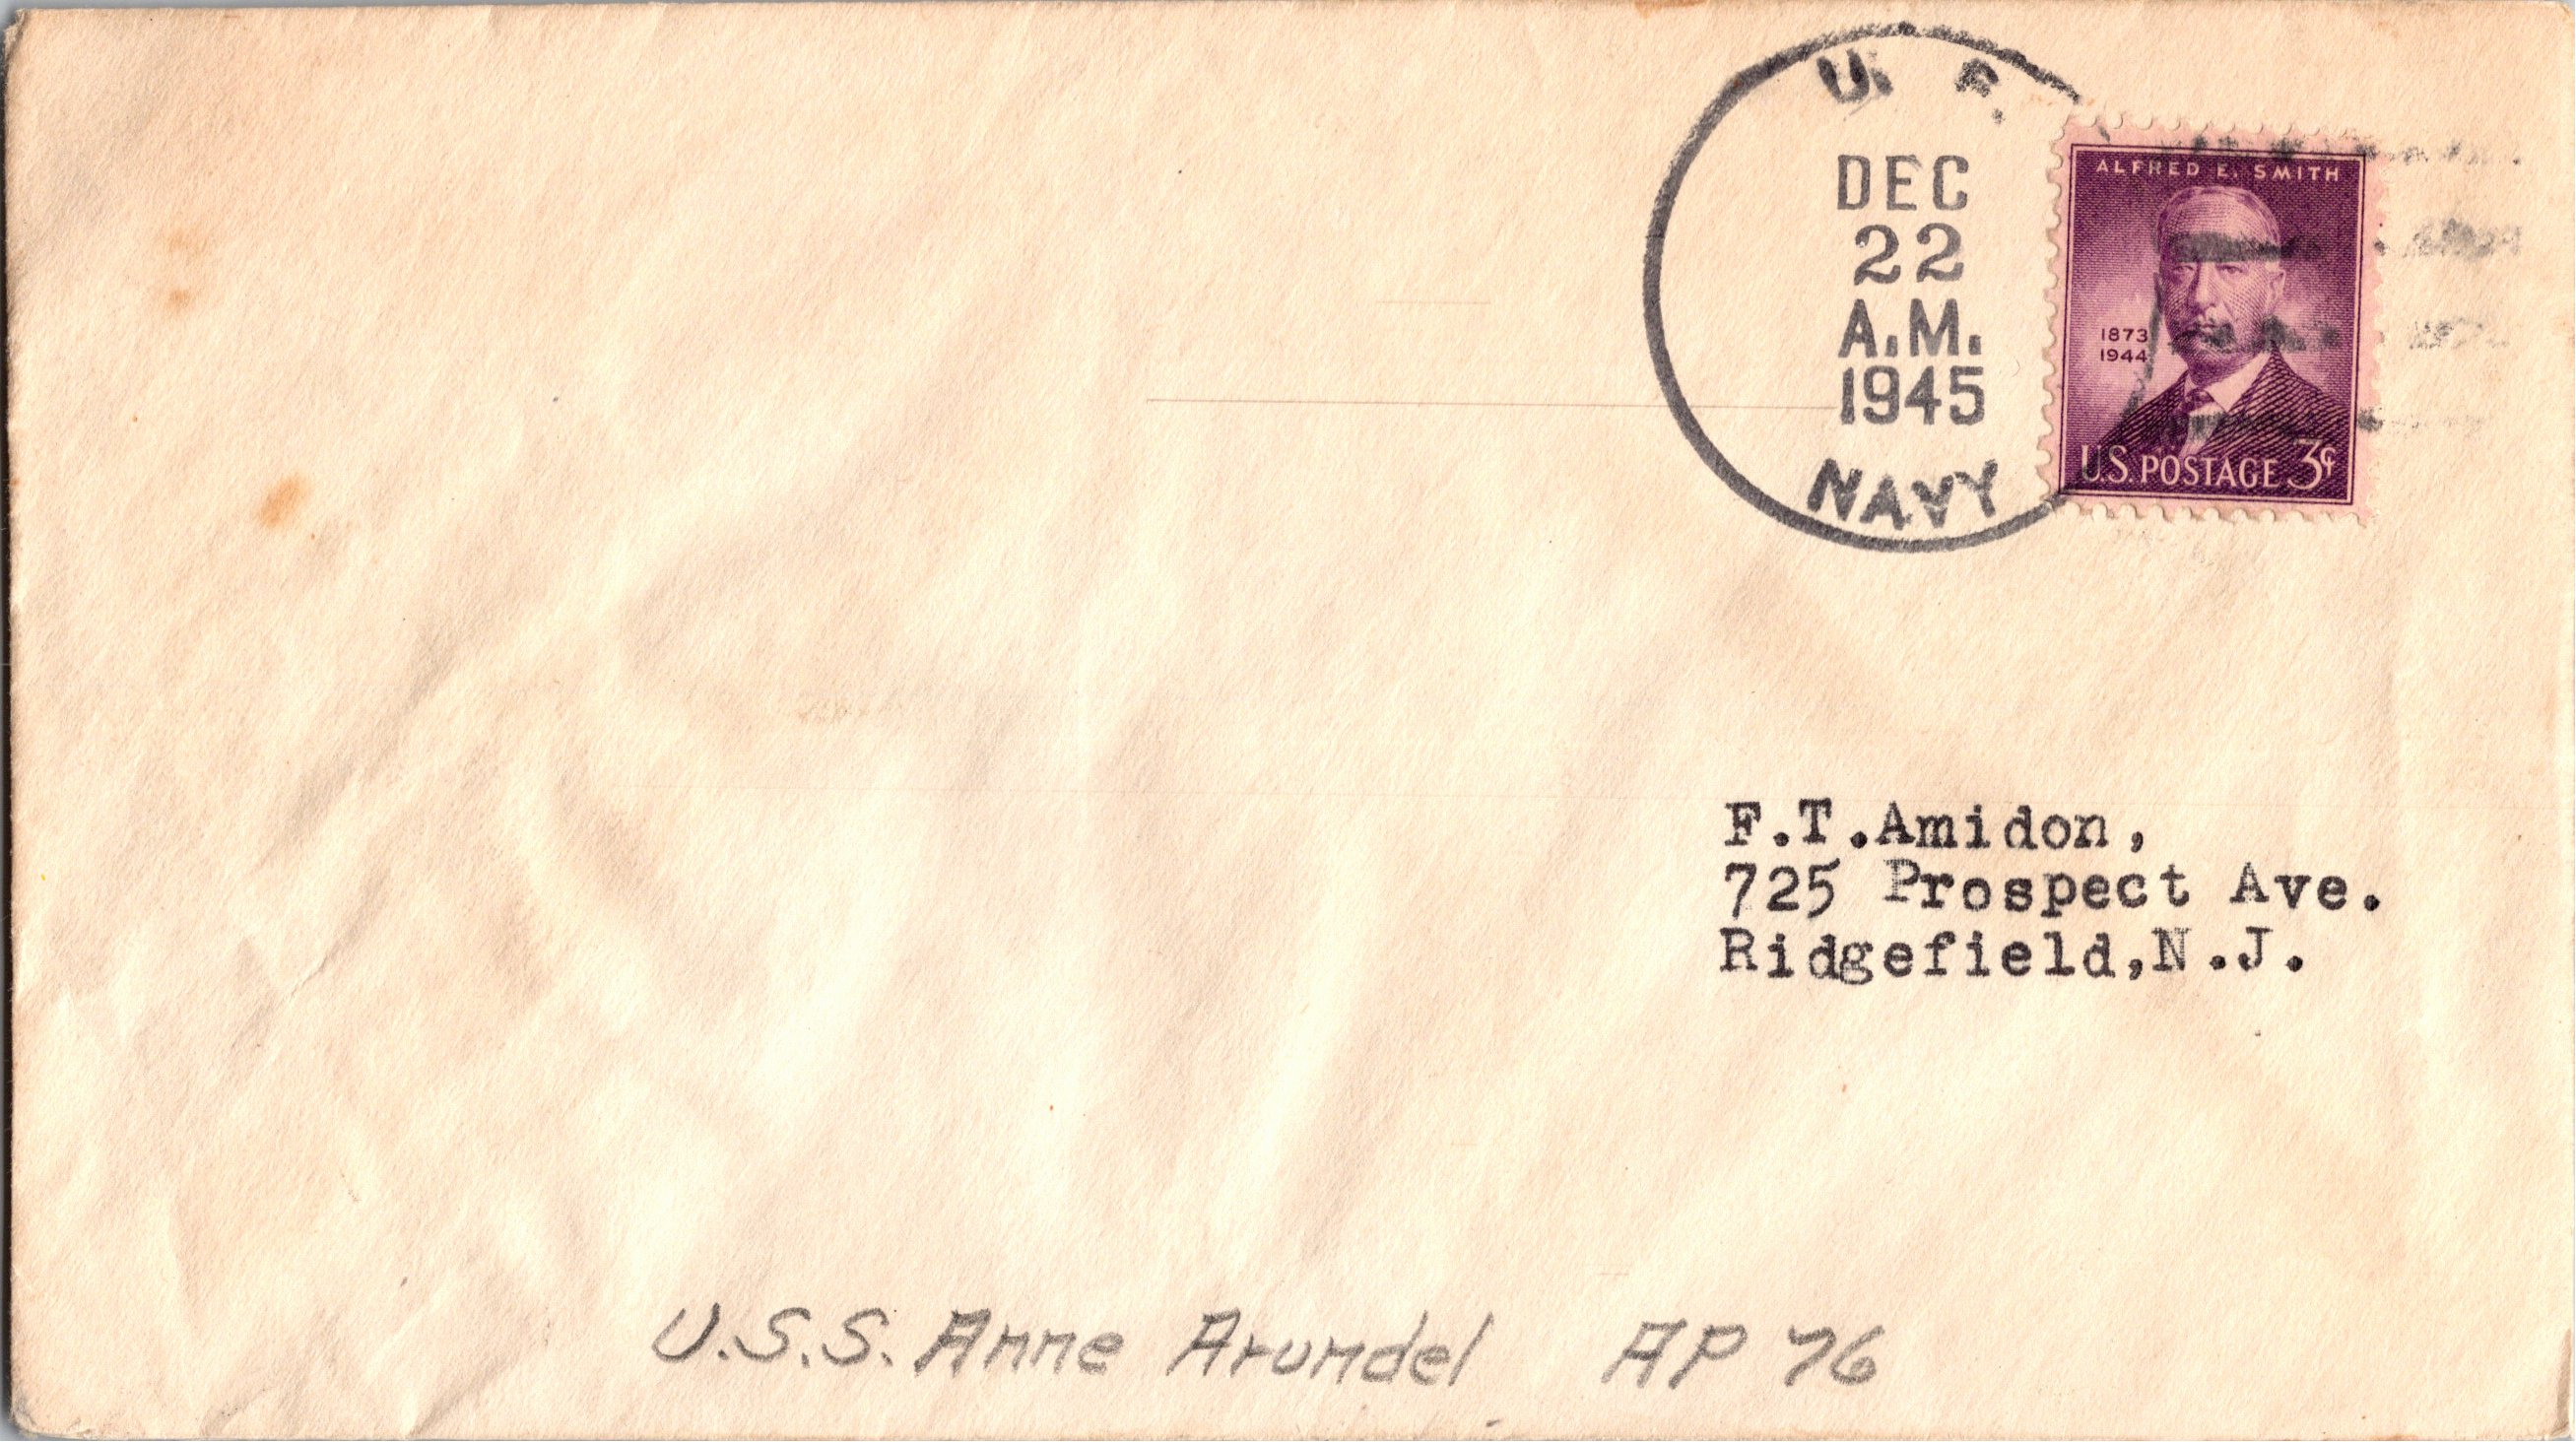 U. S.
DEC
22
A.M.
1945
NAVY
ALFRED E. SMITH
1873
1944
U.S. POSTAGE 3¢
F.T.Amidon,
725 Prospect Ave.
Ridgefield,N.J.
U.S.S. Anne Arundel AP 76